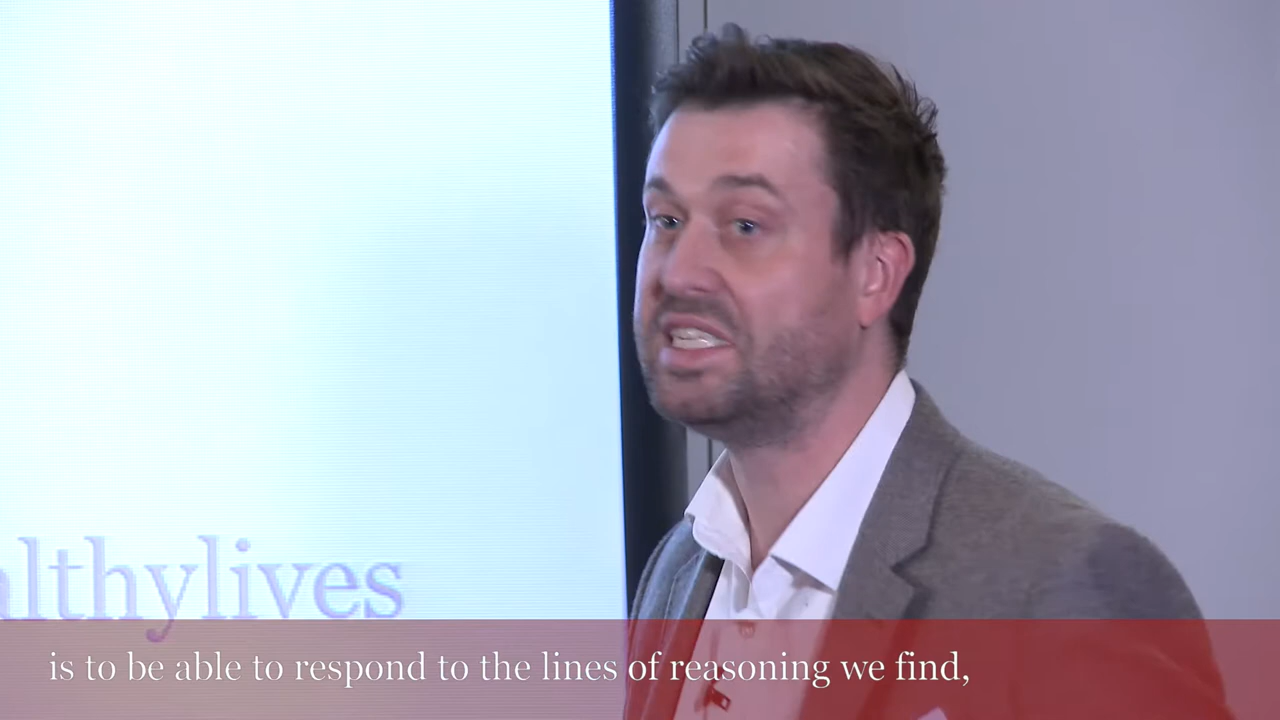 althylives
is to be able to respond to the lines of reasoning we find,